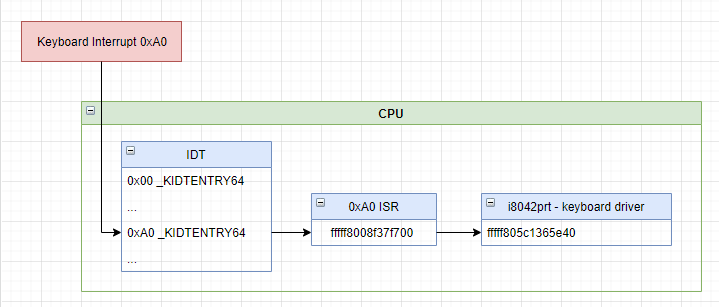 Keyboard Interrupt 0xA0
CPU
IDT
0x00 _KIDTENTRY64
...
0xA0 _KIDTENTRY64
0xA0 ISR
fffff8008f37f700
i8042prt - keyboard driver
fffff805c1365e40